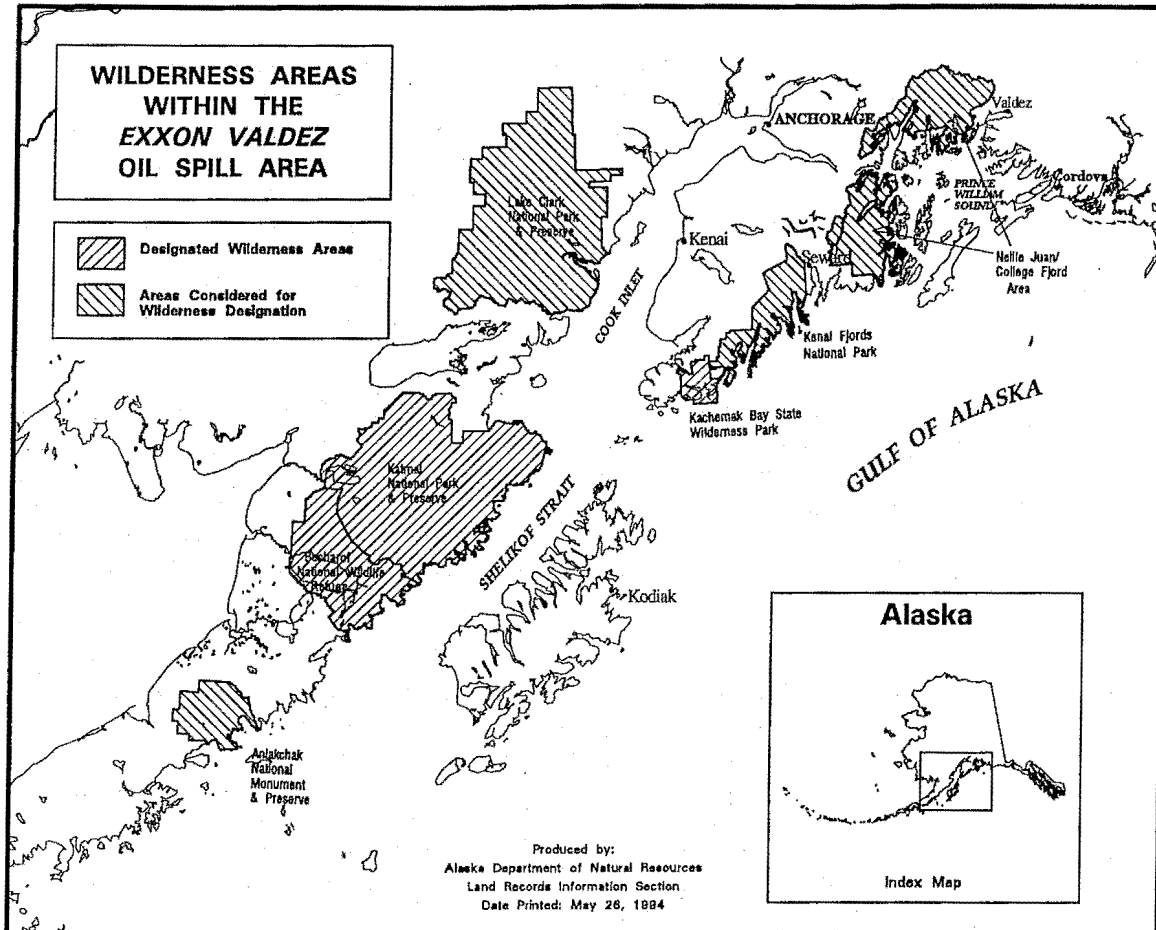 WILDERNESS AREAS
WITHIN THE
EXXON VALDEZ
OIL SPILL AREA
Designated Wilderness Areas
Areas Considered for
Wilderness Designation
Lake Clark
National Park
& Preserve
ANCHORAGE
Valdez
PRINCE
WILLIAM
SOUND
Cordova
Kenai
Seward
Nellie Juan/
College Fjord
Area
COOK INLET
Kenai Fjords
National Park
Kachemak Bay State
Wilderness Park
GULF OF ALASKA
Katmai
National Park
& Preserve
SHELIKOF STRAIT
Becharof
National Wildlife
Refuge
Kodiak
Aniakchak
National
Monument
& Preserve
Alaska
Index Map
Produced by:
Alaska Department of Natural Resources
Land Records Information Section
Date Printed: May 26, 1994